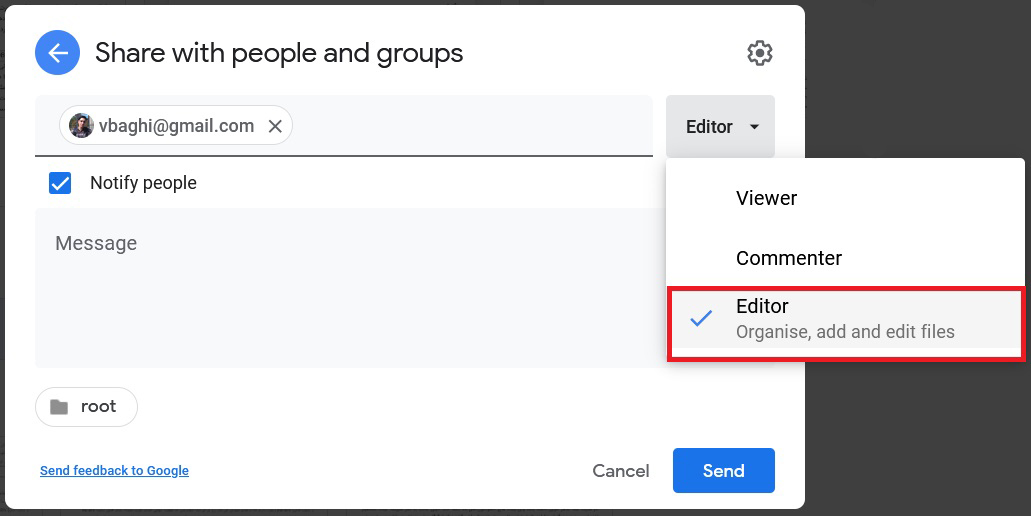 Share with people and groups
vbaghi@gmail.com
Editor
Notify people
Message
Viewer
Commenter
Editor
Organise, add and edit files
root
Send feedback to Google
Cancel
Send